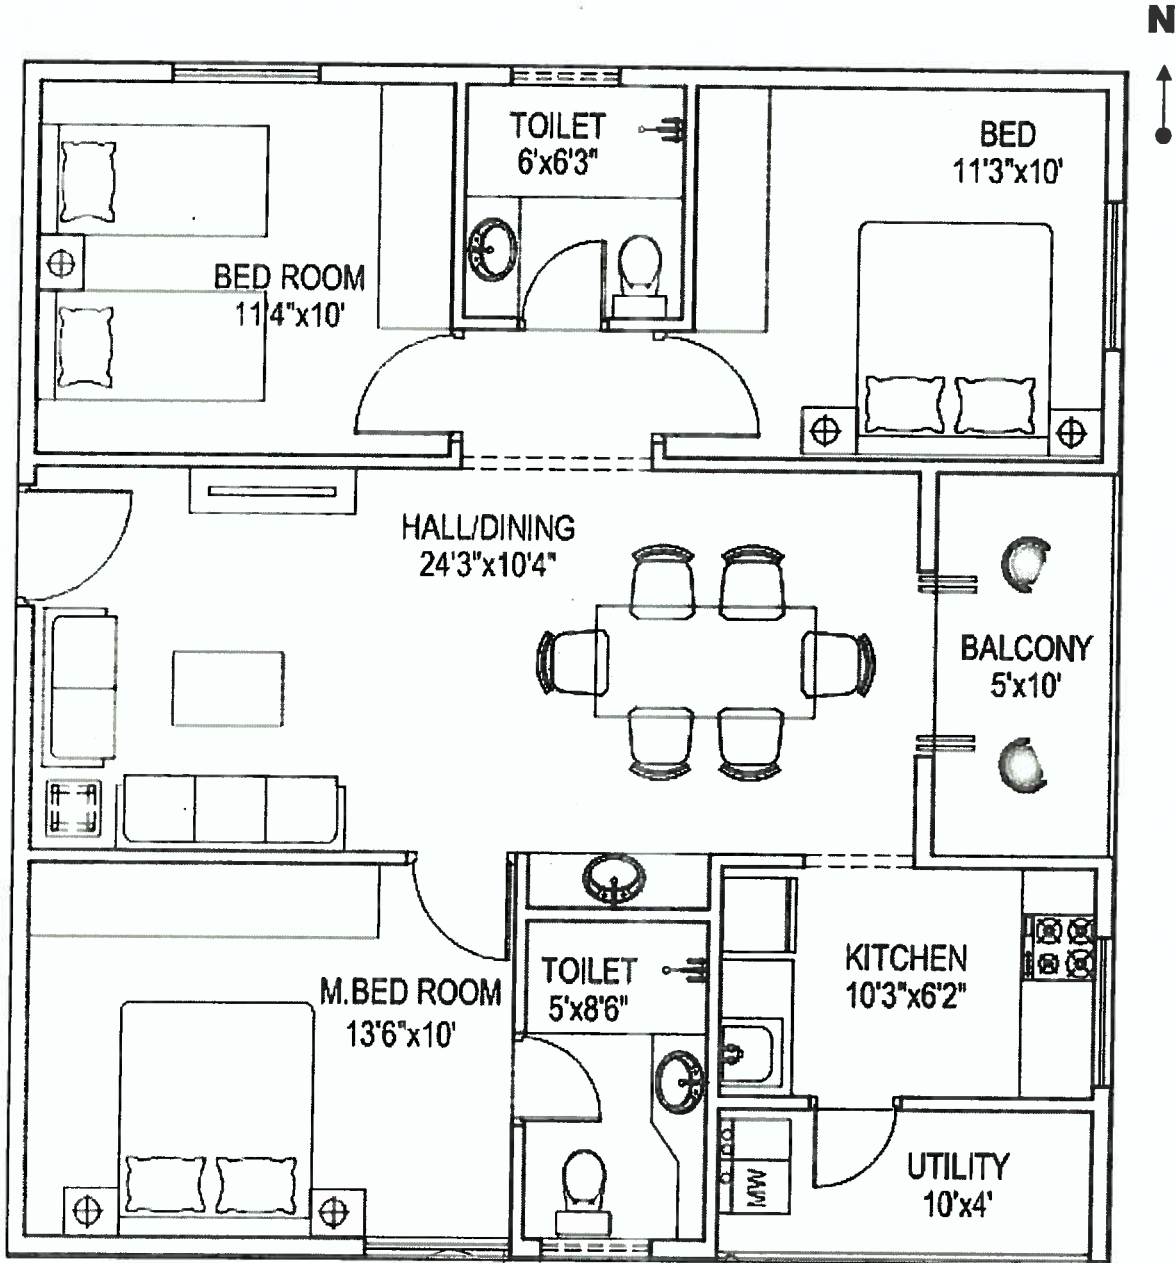 N
TOILET
6'x6'3"
BED
11'3"x10'
BED ROOM
11'4"x10'
HALL/DINING
24'3"x10'4"
BALCONY
5'x10'
M.BED ROOM
13'6"x10'
TOILET
5'x8'6"
KITCHEN
10'3"x6'2"
UTILITY
10'x4'
MW